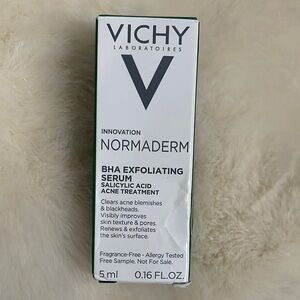 VICHY
LABORATOIRES
V
INNOVATION
NORMADERM
BHA EXFOLIATING
SERUM
SALICYLIC ACID
ACNE TREATMENT
Clears acne blemishes
& blackheads.
Visibly improves
skin texture & pores.
Renews & exfoliates
the skin's surface.
Fragrance-Free - Allergy Tested
Free Sample. Not For Sale.
5 ml 0.16 FL.OZ.